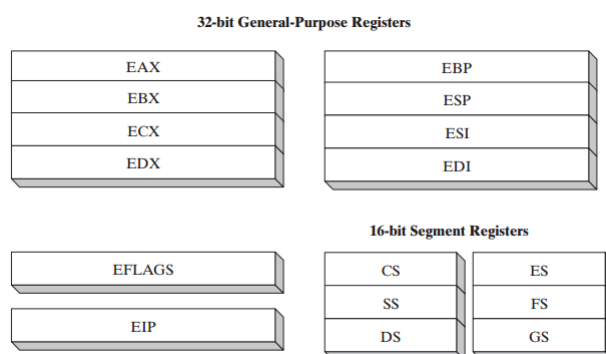 32-bit General-Purpose Registers
EAX
EBX
ECX
EDX
EBP
ESP
ESI
EDI
EFLAGS
EIP
16-bit Segment Registers
CS
SS
DS
ES
FS
GS